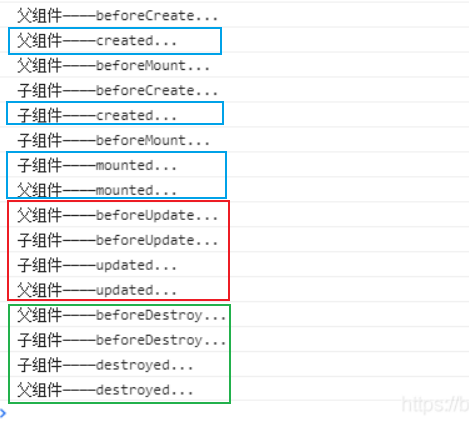 父组件————beforeCreate...
父组件————created...
父组件————beforeMount...
子组件————beforeCreate...
子组件————created...
子组件————beforeMount...
子组件————mounted...
父组件————mounted...
父组件————beforeUpdate...
子组件————beforeUpdate...
子组件————updated...
父组件————updated...
父组件————beforeDestroy...
子组件————beforeDestroy...
子组件————destroyed...
父组件————destroyed...
https://b